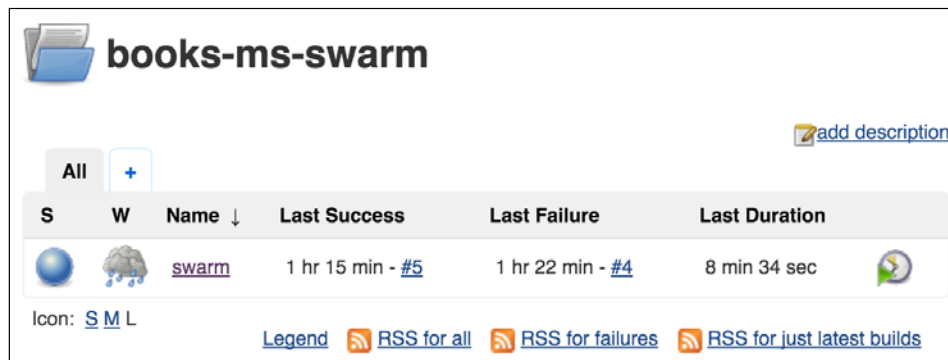 books-ms-swarm
add description
All +
S W Name ↓ Last Success Last Failure Last Duration
swarm 1 hr 15 min - #5 1 hr 22 min - #4 8 min 34 sec
Icon: S M L
Legend RSS for all RSS for failures RSS for just latest builds